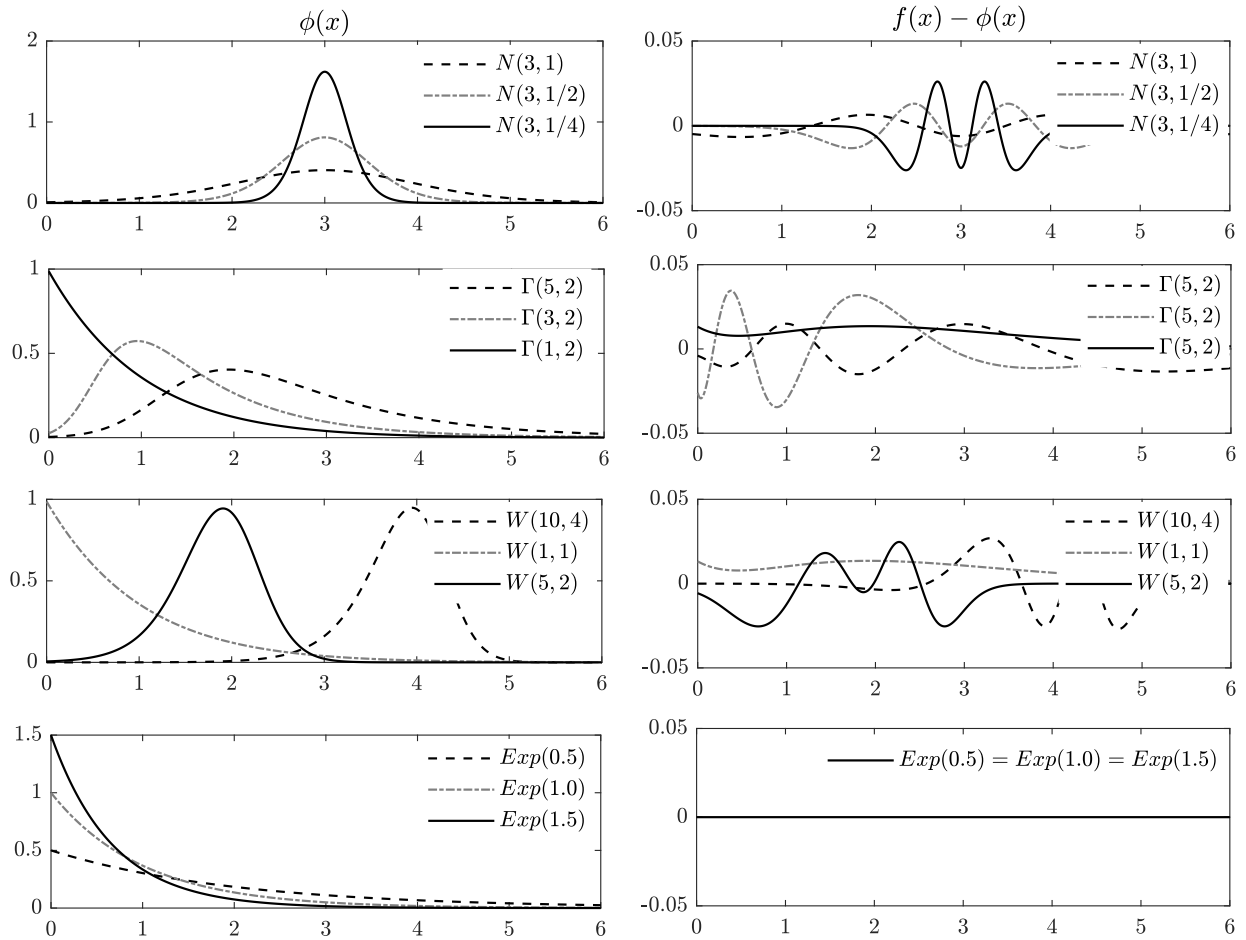 ϕ(x)
2
1
0
N(3, 1)
N(3, 1/2)
N(3, 1/4)
0 1 2 3 4 5 6
f(x) − ϕ(x)
0.05
0
-0.05
N(3, 1)
N(3, 1/2)
N(3, 1/4)
0 1 2 3 4 5 6
1
0.5
0
Γ(5, 2)
Γ(3, 2)
Γ(1, 2)
0 1 2 3 4 5 6
0.05
0
-0.05
Γ(5, 2)
Γ(5, 2)
Γ(5, 2)
0 1 2 3 4 5 6
1
0.5
0
W(10, 4)
W(1, 1)
W(5, 2)
0 1 2 3 4 5 6
0.05
0
-0.05
W(10, 4)
W(1, 1)
W(5, 2)
0 1 2 3 4 5 6
1.5
1
0.5
0
Exp(0.5)
Exp(1.0)
Exp(1.5)
0 1 2 3 4 5 6
0.05
0
-0.05
Exp(0.5) = Exp(1.0) = Exp(1.5)
0 1 2 3 4 5 6